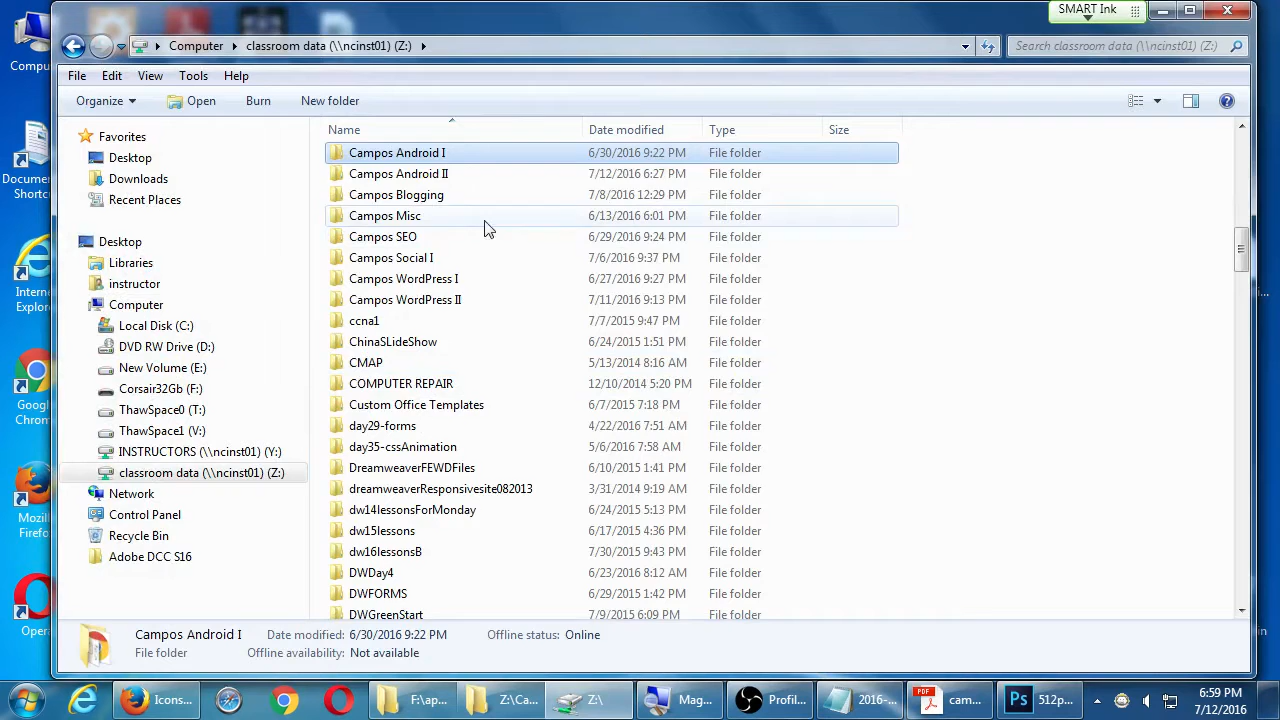 SMART Ink
Computer classroom data (\\ncinst01) (Z:)
Search classroom data (\\ncinst01) (Z:)
File Edit View Tools Help
Organize Open Burn New folder
Name Date modified Type Size
Favorites
Desktop
Downloads
Recent Places
Desktop
Libraries
instructor
Computer
Local Disk (C:)
DVD RW Drive (D:)
New Volume (E:)
Corsair32Gb (F:)
ThawSpace0 (T:)
ThawSpace1 (V:)
INSTRUCTORS (\\ncinst01) (Y:)
classroom data (\\ncinst01) (Z:)
Network
Control Panel
Recycle Bin
Adobe DCC S16
Campos Android I 6/30/2016 9:22 PM File folder
Campos Android II 7/12/2016 6:27 PM File folder
Campos Blogging 7/8/2016 12:29 PM File folder
Campos Misc 6/13/2016 6:01 PM File folder
Campos SEO 6/29/2016 9:24 PM File folder
Campos Social I 7/6/2016 9:37 PM File folder
Campos WordPress I 6/27/2016 9:27 PM File folder
Campos WordPress II 7/11/2016 9:13 PM File folder
ccna1 7/7/2015 9:47 PM File folder
ChinaSLideShow 6/24/2015 1:51 PM File folder
CMAP 5/13/2014 8:16 AM File folder
COMPUTER REPAIR 12/10/2014 5:20 PM File folder
Custom Office Templates 6/7/2015 7:18 PM File folder
day29-forms 4/22/2016 7:51 AM File folder
day35-cssAnimation 5/6/2016 7:58 AM File folder
DreamweaverFEWDFiles 6/10/2015 1:41 PM File folder
dreamweaverResponsivesite082013 3/31/2014 9:19 AM File folder
dw14lessonsForMonday 6/24/2015 5:13 PM File folder
dw15lessons 6/17/2015 4:36 PM File folder
dw16lessonsB 7/30/2015 9:43 PM File folder
DWDay4 6/23/2016 8:12 AM File folder
DWFORMS 6/29/2015 1:42 PM File folder
DWGreenStart 7/9/2015 6:09 PM File folder
Campos Android I Date modified: 6/30/2016 9:22 PM Offline status: Online
File folder Offline availability: Not available
Compu
Documen
Shortc
Intern
Explore
Google
Chrom
Mozill
Firefo
Opera
Icons... F:\ap... Z:\Ca... Z:\ Mag... Profil... 2016-... PDF cam... Ps 512p...
6:59 PM
7/12/2016